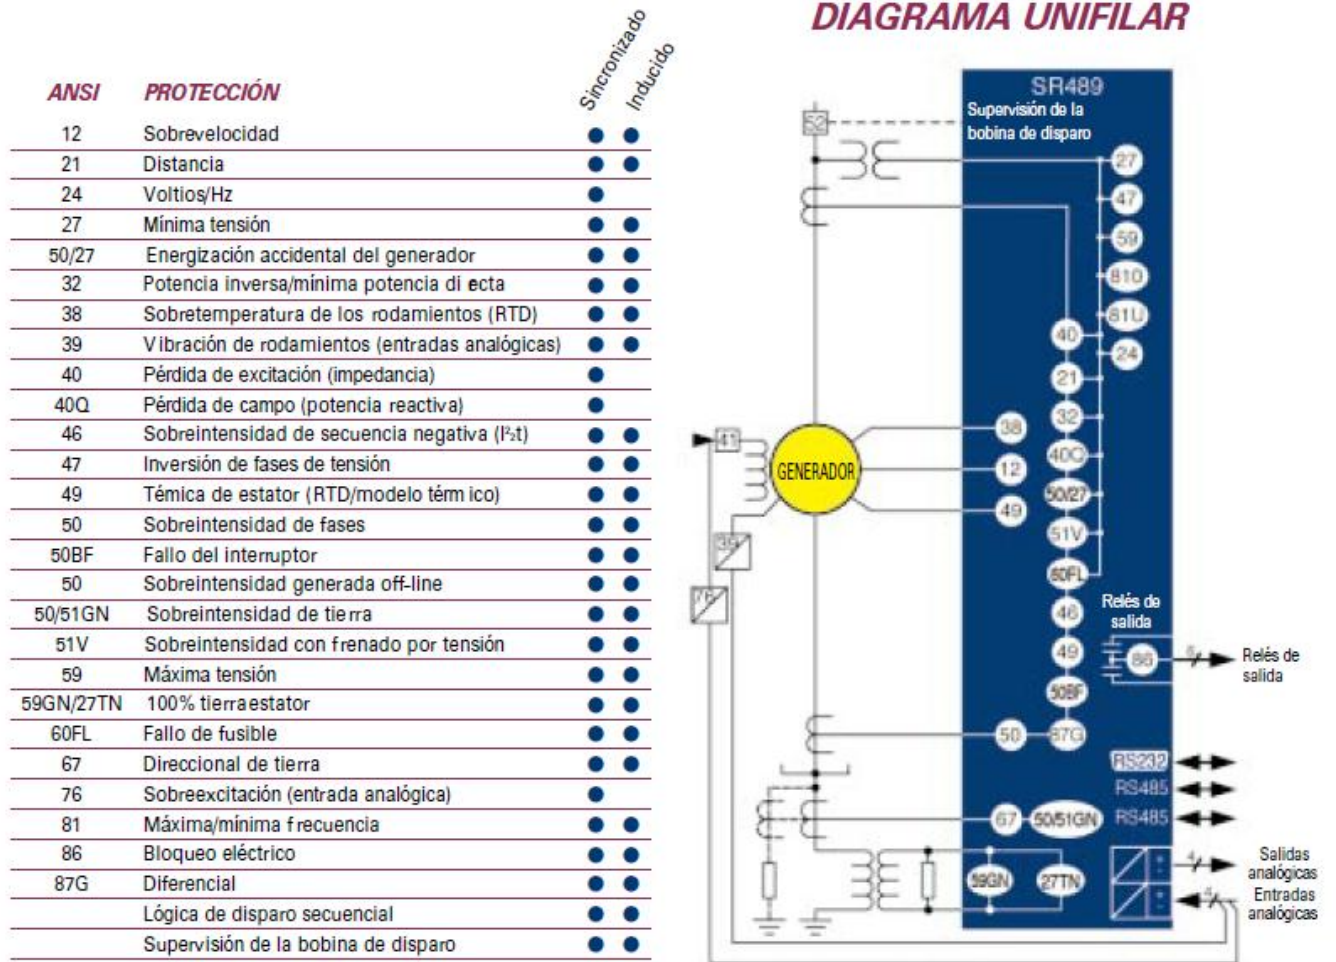 DIAGRAMA UNIFILAR
ANSI PROTECCIÓN Sincronizado Inducido
12 Sobrevelocidad
21 Distancia
24 Voltios/Hz
27 Mínima tensión
50/27 Energización accidental del generador
32 Potencia inversa/mínima potencia di ecta
38 Sobretemperatura de los rodamientos (RTD)
39 Vibración de rodamientos (entradas analógicas)
40 Pérdida de excitación (impedancia)
40Q Pérdida de campo (potencia reactiva)
46 Sobreintensidad de secuencia negativa (I²₂t)
47 Inversión de fases de tensión
49 Témica de estator (RTD/modelo térm ico)
50 Sobreintensidad de fases
50BF Fallo del interruptor
50 Sobreintensidad generada off-line
50/51GN Sobreintensidad de tierra
51V Sobreintensidad con frenado por tensión
59 Máxima tensión
59GN/27TN 100% tierra estator
60FL Fallo de fusible
67 Direccional de tierra
76 Sobreexcitación (entrada analógica)
81 Máxima/mínima frecuencia
86 Bloqueo eléctrico
87G Diferencial
Lógica de disparo secuencial
Supervisión de la bobina de disparo
SR489
Supervisión de la
bobina de disparo
52
27
47
59
81O
81U
24
40
21
32
40Q
50/27
51V
60FL
46
49
50BF
87G
50
38
12
49
41
GENERADOR
39
76
Relés de
salida
86
6
Relés de
salida
RS232
RS485
RS485
67
50/51GN
59GN
27TN
4
Salidas
analógicas
4
Entradas
analógicas